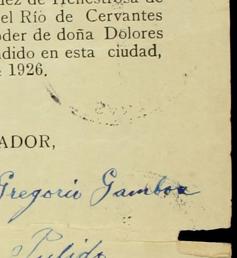 dez de Henestrosa de
el Río de Cervantes
oder de doña Dolores
dido en esta ciudad,
1926.
ADOR,
Gregorio Gamboa
Pulido